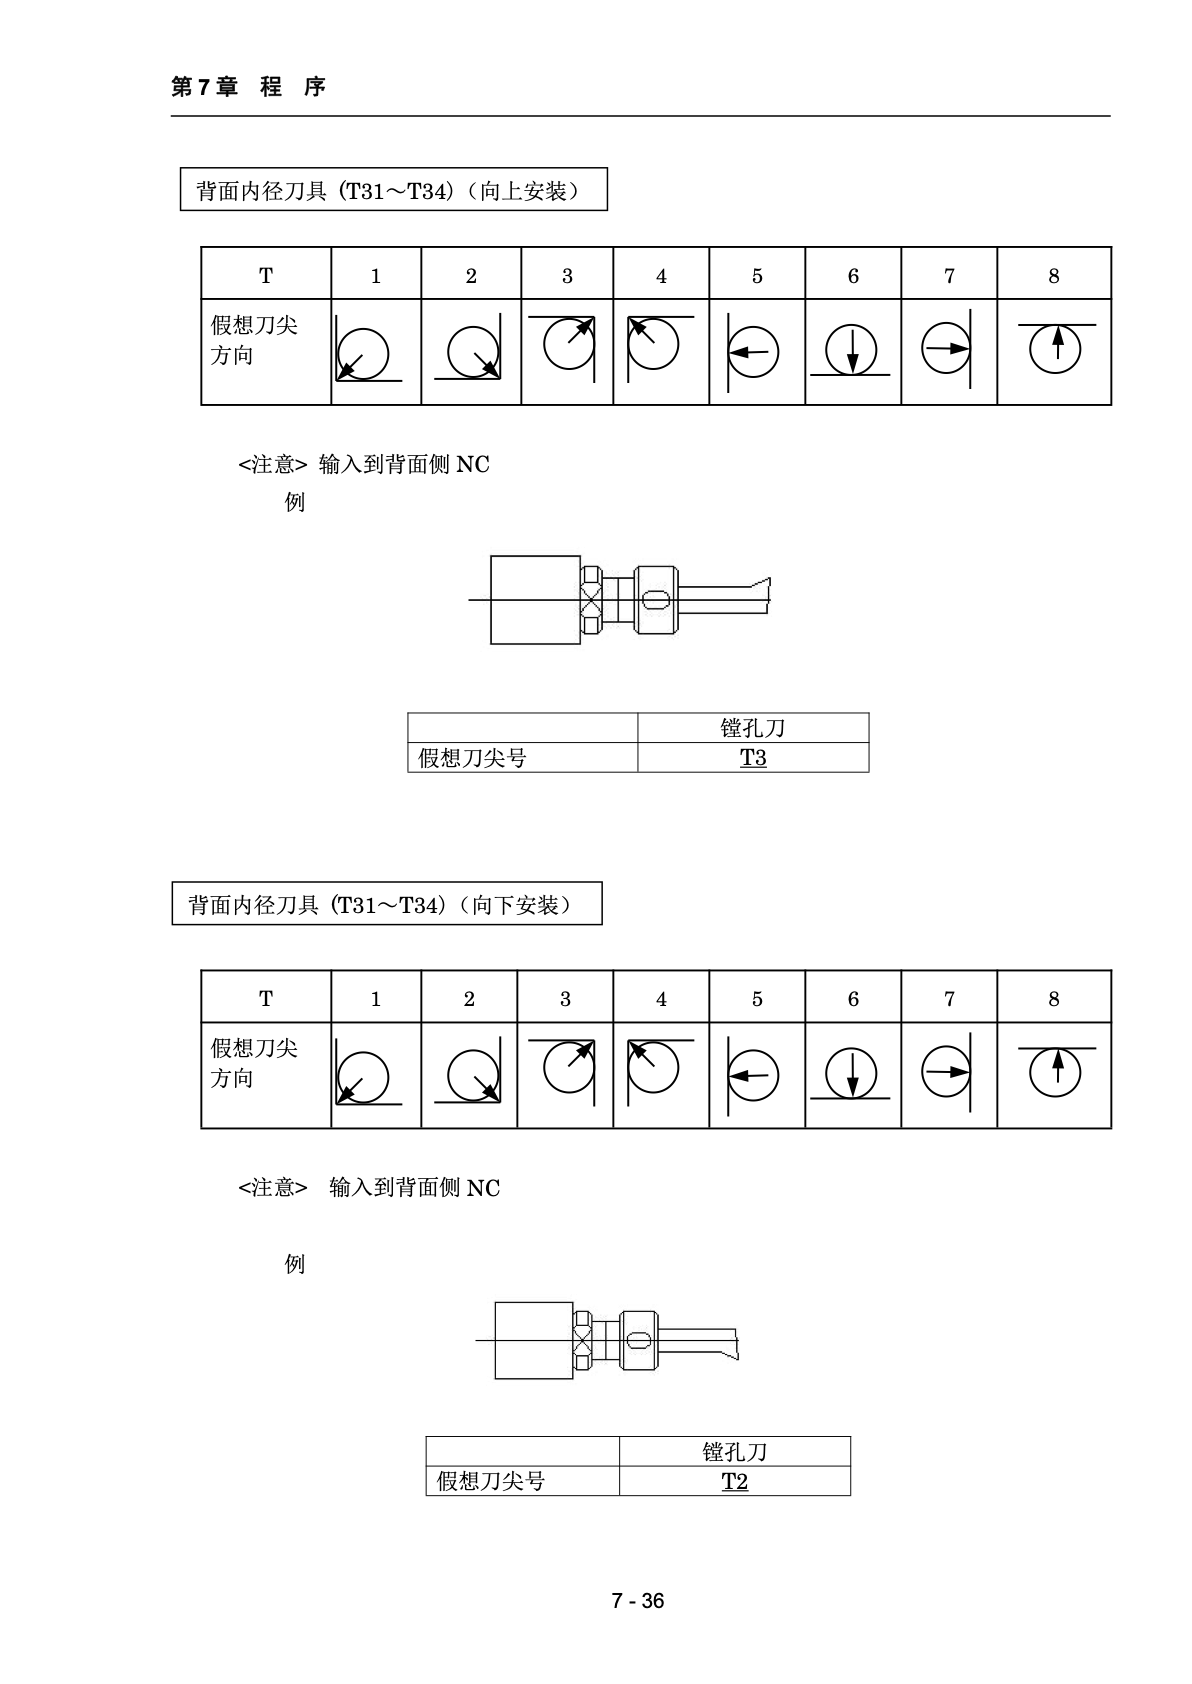 第 7 章　程　序
背面内径刀具 (T31～T34)（向上安装）
T 1 2 3 4 5 6 7 8
假想刀尖
方向
<注意> 输入到背面侧 NC
例
镗孔刀
假想刀尖号 T3
背面内径刀具 (T31～T34)（向下安装）
T 1 2 3 4 5 6 7 8
假想刀尖
方向
<注意>　输入到背面侧 NC
例
镗孔刀
假想刀尖号 T2
7 - 36